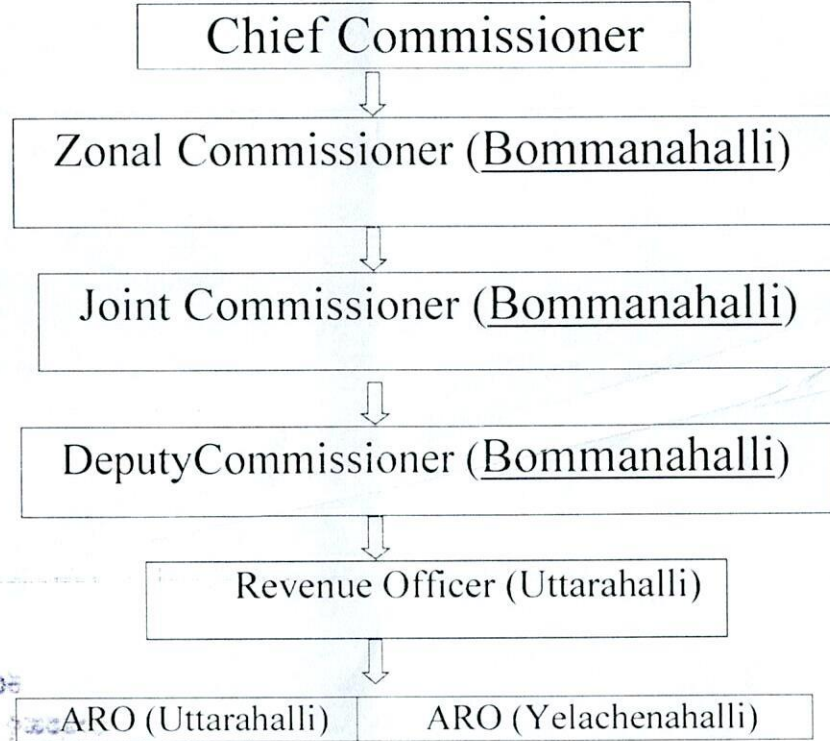 Chief Commissioner
Zonal Commissioner (Bommanahalli)
Joint Commissioner (Bommanahalli)
DeputyCommissioner (Bommanahalli)
Revenue Officer (Uttarahalli)
ARO (Uttarahalli) ARO (Yelachenahalli)